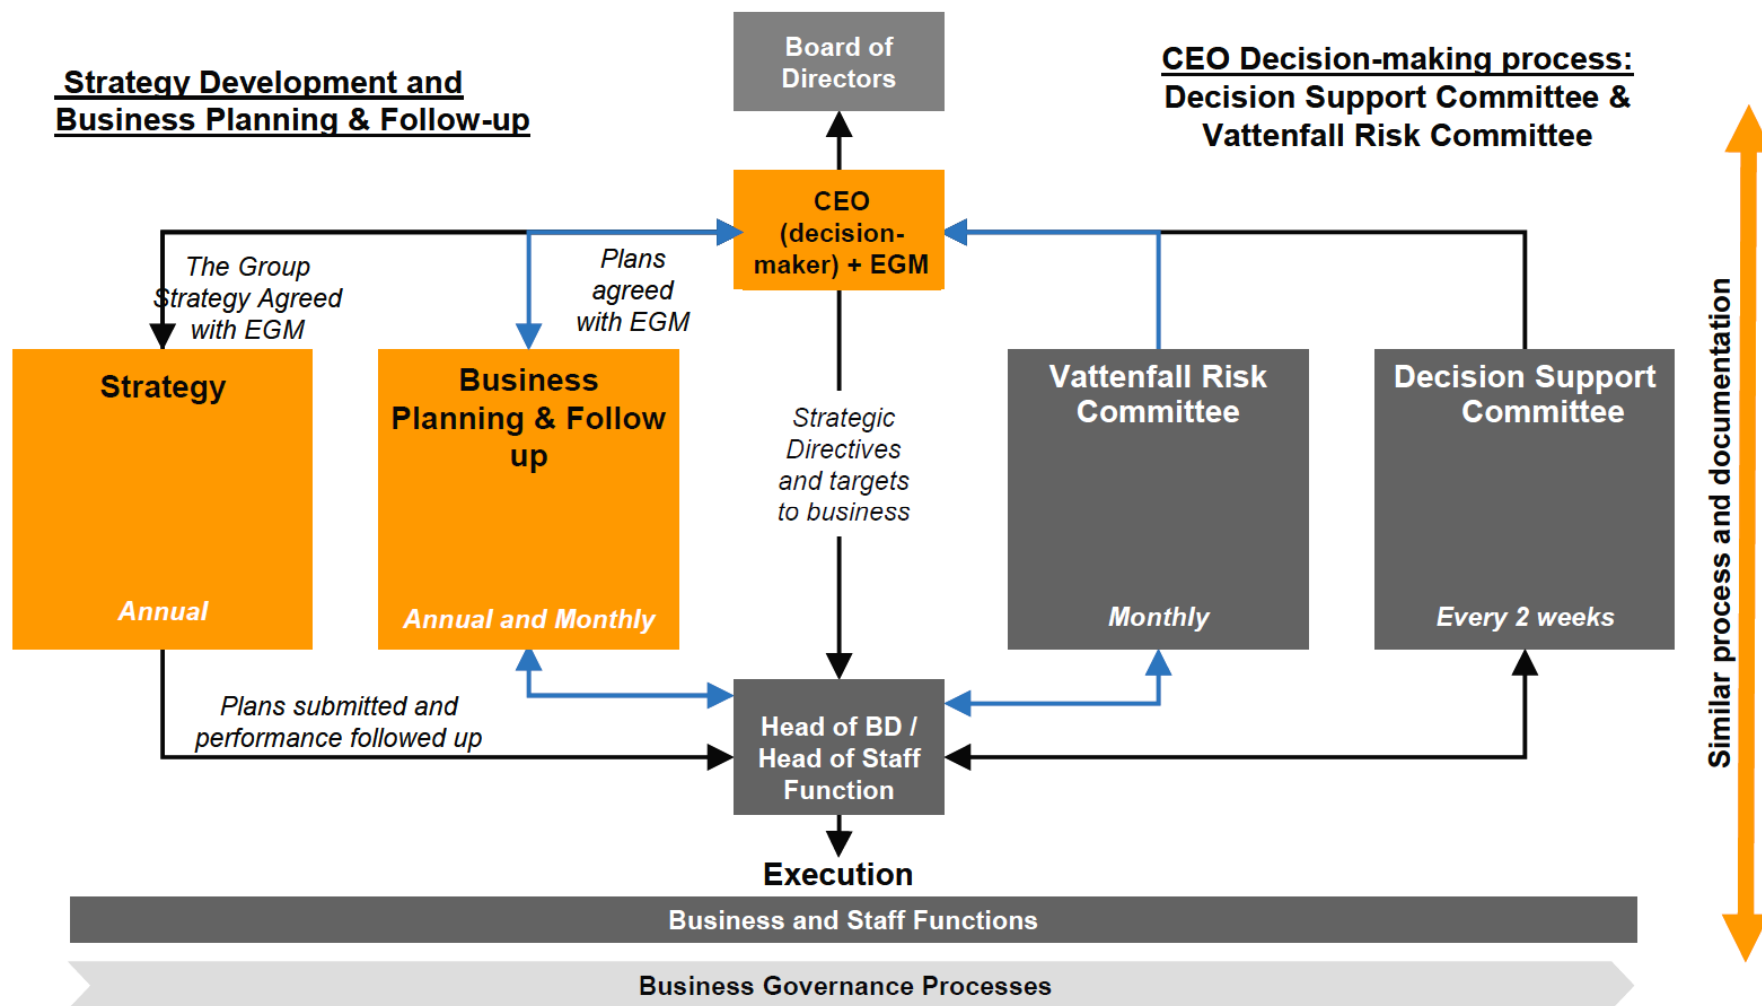 Strategy Development and
Business Planning & Follow-up
Board of
Directors
CEO Decision-making process:
Decision Support Committee &
Vattenfall Risk Committee
CEO
(decision-
maker) + EGM
The Group
Strategy Agreed
with EGM
Plans
agreed
with EGM
Strategy
Annual
Business
Planning & Follow
up
Annual and Monthly
Strategic
Directives
and targets
to business
Vattenfall Risk
Committee
Monthly
Decision Support
Committee
Every 2 weeks
Similar process and documentation
Plans submitted and
performance followed up
Head of BD /
Head of Staff
Function
Execution
Business and Staff Functions
Business Governance Processes